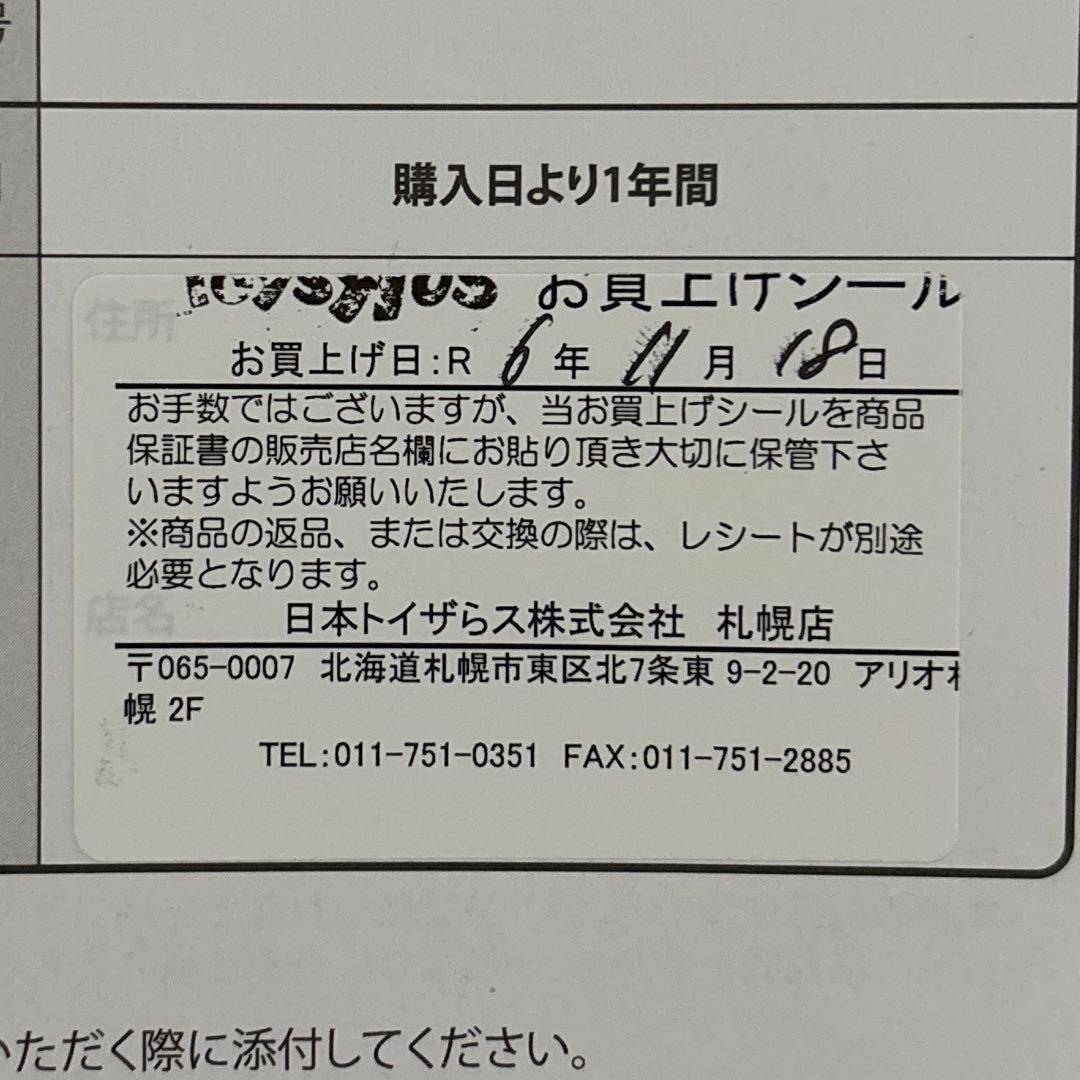 号
購入日より1年間
住所
ToysЯUs お買上げシール
お買上げ日:R 6年 11月 18日
お手数ではございますが、当お買上げシールを商品
保証書の販売店名欄にお貼り頂き大切に保管下さ
いますようお願いいたします。
※商品の返品、または交換の際は、レシートが別途
必要となります。
店名
日本トイザらス株式会社 札幌店
〒065-0007 北海道札幌市東区北7条東 9-2-20 アリオ札
幌 2F
TEL:011-751-0351 FAX:011-751-2885
いただく際に添付してください。